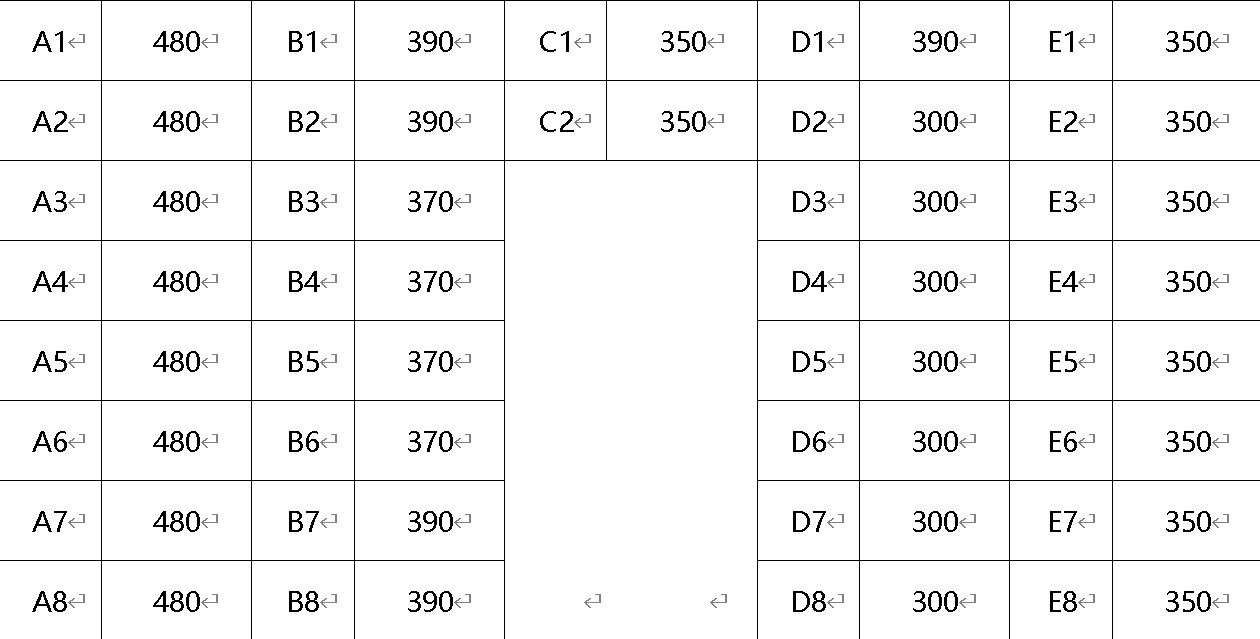 A1 480 B1 390 C1 350 D1 390 E1 350
A2 480 B2 390 C2 350 D2 300 E2 350
A3 480 B3 370 D3 300 E3 350
A4 480 B4 370 D4 300 E4 350
A5 480 B5 370 D5 300 E5 350
A6 480 B6 370 D6 300 E6 350
A7 480 B7 390 D7 300 E7 350
A8 480 B8 390 D8 300 E8 350